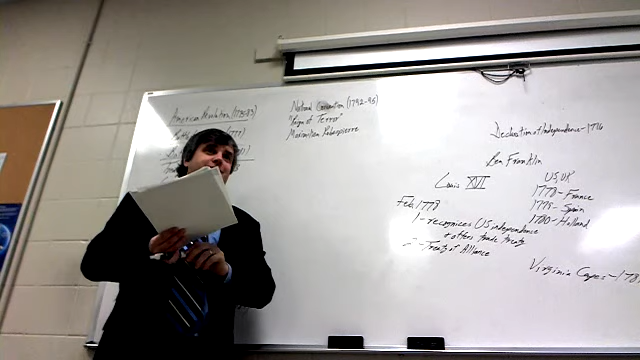 American Revolution (1775-83)
National Convention (1792-95)
"Reign of Terror"
Maximilien Robespierre
Declaration of Independence-1776
Ben Franklin
Louis XVI
US, UK
1778-France
1779-Spain
1780-Holland
Feb. 1778
1-recognizes US independence
+ offers trade treaty
2-Treaty of Alliance
Virginia Capes-178